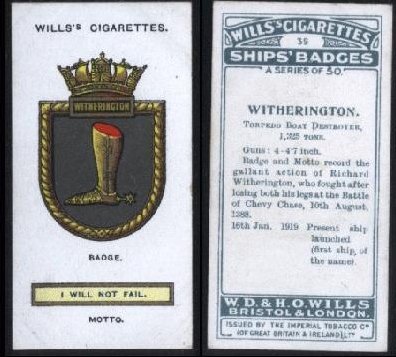 WILLS'S CIGARETTES.
WITHERINGTON
BADGE.
I WILL NOT FAIL.
MOTTO.
WILLS'S CIGARETTES
35
SHIPS' BADGES
A SERIES OF 50.
WITHERINGTON.
TORPEDO BOAT DESTROYER,
1,325 TONS.
Guns: 4-4·7 inch.
Badge and Motto record the
gallant action of Richard
Witherington, who fought after
losing both his legs at the Battle
of Chevy Chase, 10th August,
1388.
16th Jan. 1919 Present ship
launched
(first ship of
the name).
W.D. & H.O. WILLS
BRISTOL & LONDON.
ISSUED BY THE IMPERIAL TOBACCO Co
(OF GREAT BRITAIN & IRELAND), LTD